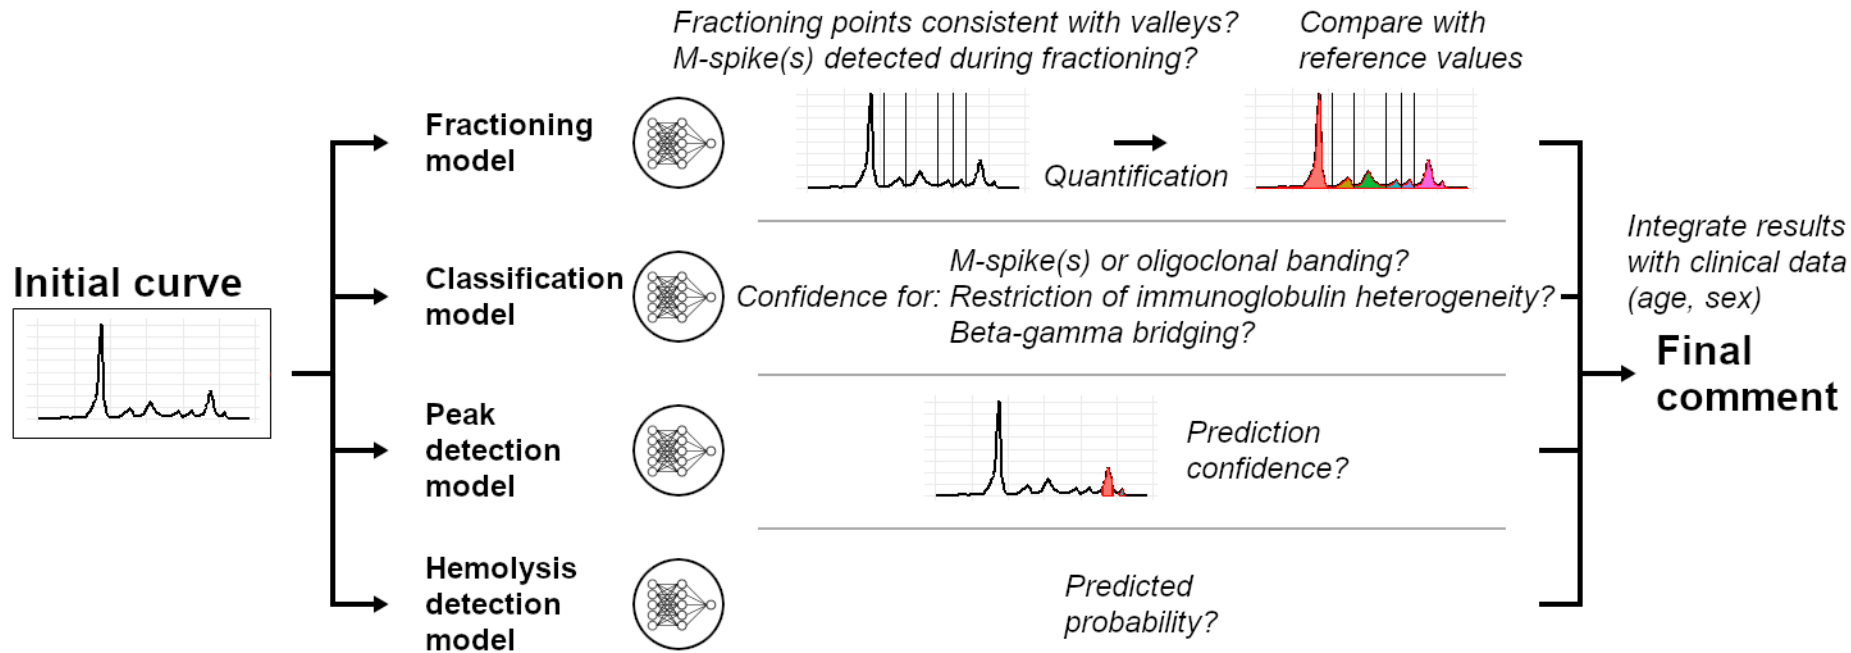 Initial curve
Fractioning
model
Fractioning points consistent with valleys?
M-spike(s) detected during fractioning?
Quantification
Compare with
reference values
Classification
model
Confidence for:
M-spike(s) or oligoclonal banding?
Restriction of immunoglobulin heterogeneity?
Beta-gamma bridging?
Peak
detection
model
Prediction
confidence?
Hemolysis
detection
model
Predicted
probability?
Integrate results
with clinical data
(age, sex)
Final
comment